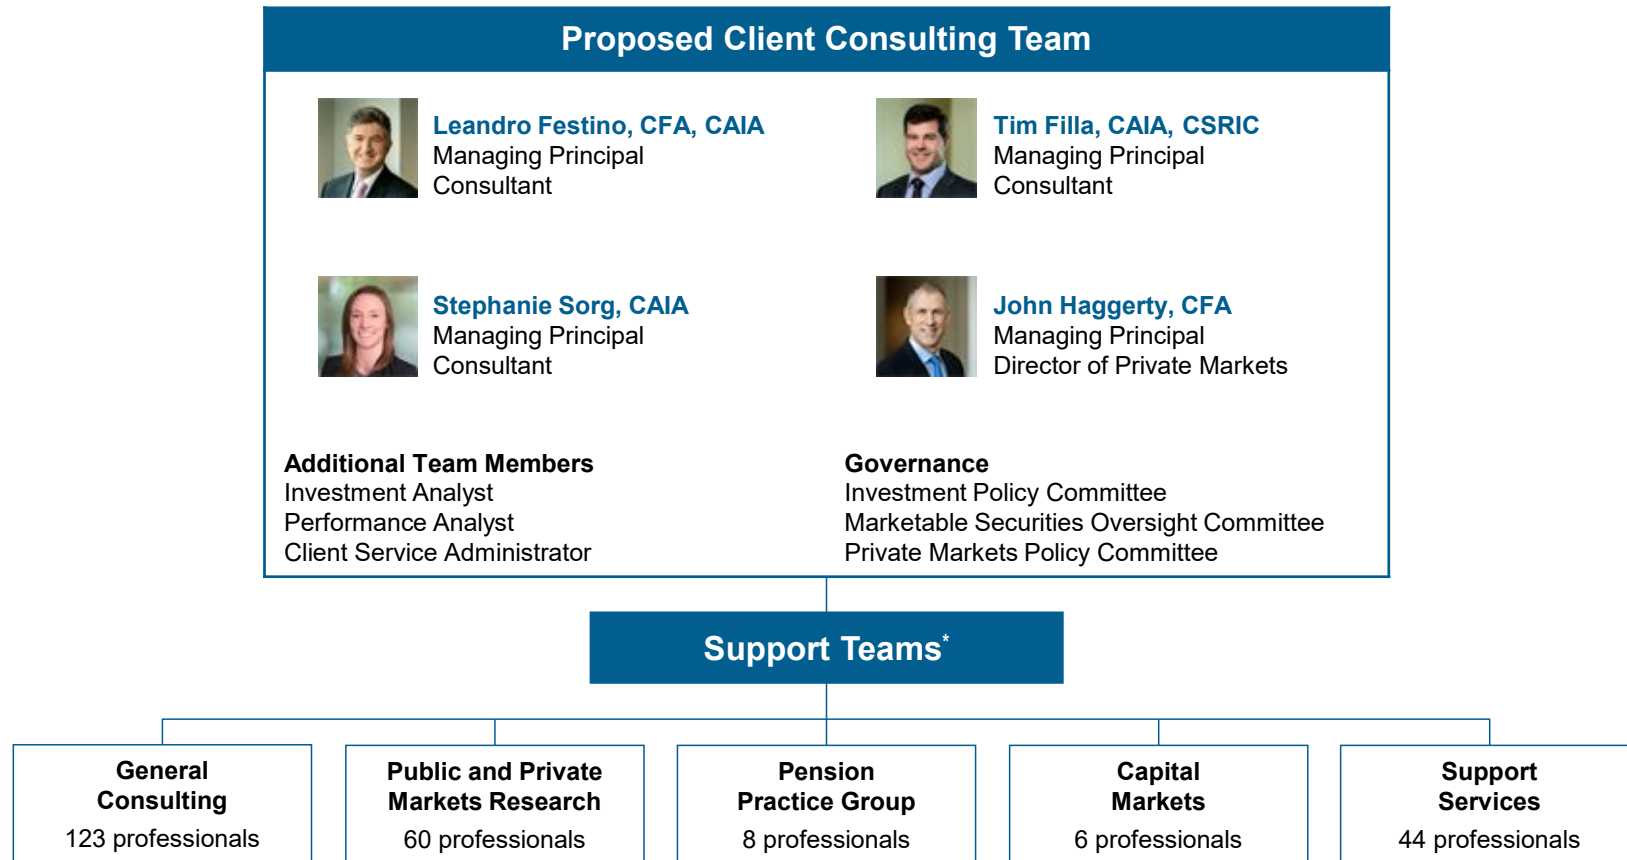 Proposed Client Consulting Team
Leandro Festino, CFA, CAIA
Managing Principal
Consultant
Tim Filla, CAIA, CSRIC
Managing Principal
Consultant
Stephanie Sorg, CAIA
Managing Principal
Consultant
John Haggerty, CFA
Managing Principal
Director of Private Markets
Additional Team Members
Investment Analyst
Performance Analyst
Client Service Administrator
Governance
Investment Policy Committee
Marketable Securities Oversight Committee
Private Markets Policy Committee
Support Teams*
General
Consulting
123 professionals
Public and Private
Markets Research
60 professionals
Pension
Practice Group
8 professionals
Capital
Markets
6 professionals
Support
Services
44 professionals